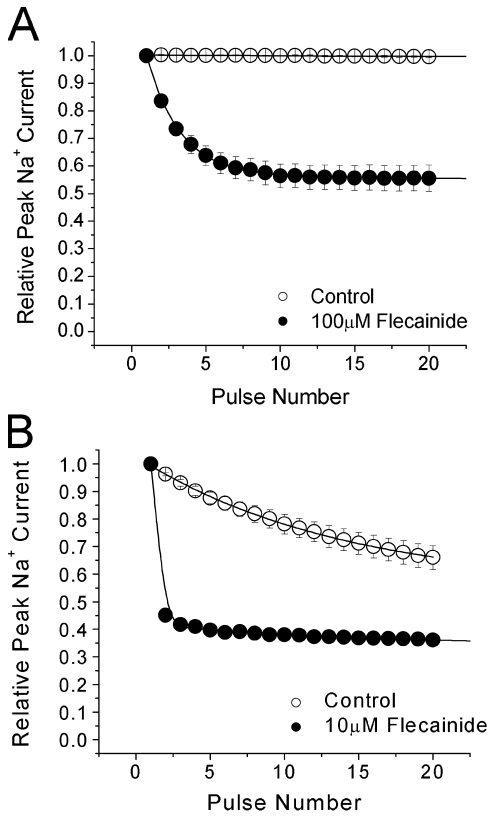 A
Relative Peak Na+ Current
1.0
0.9
0.8
0.7
0.6
0.5
0.4
0.3
0.2
0.1
0.0
Control
100μM Flecainide
0 5 10 15 20
Pulse Number
B
Relative Peak Na+ Current
1.0
0.9
0.8
0.7
0.6
0.5
0.4
0.3
0.2
0.1
0.0
Control
10μM Flecainide
0 5 10 15 20
Pulse Number